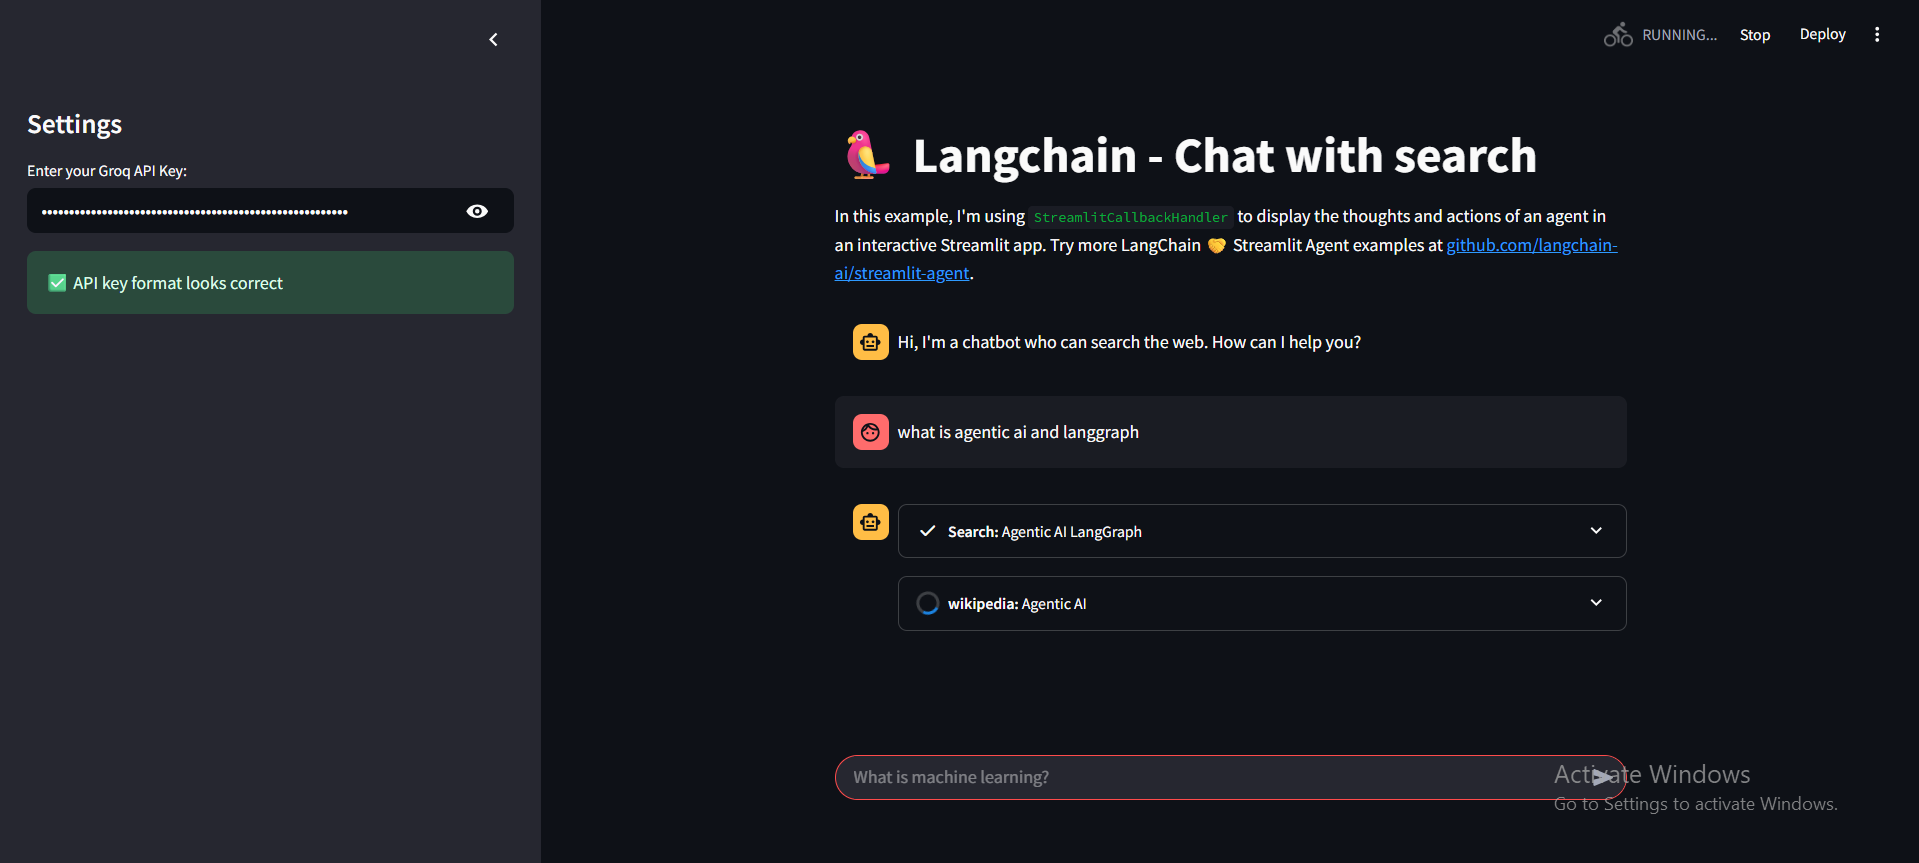 RUNNING...
Stop
Deploy
Settings
Enter your Groq API Key:
••••••••••••••••••••••••••••••••••••••••••••••••••••••••
✅ API key format looks correct
🦜 Langchain - Chat with search
In this example, I'm using StreamlitCallbackHandler to display the thoughts and actions of an agent in
an interactive Streamlit app. Try more LangChain 🤝 Streamlit Agent examples at github.com/langchain-
ai/streamlit-agent.
Hi, I'm a chatbot who can search the web. How can I help you?
what is agentic ai and langgraph
Search: Agentic AI LangGraph
wikipedia: Agentic AI
What is machine learning?
Activate Windows
Go to Settings to activate Windows.